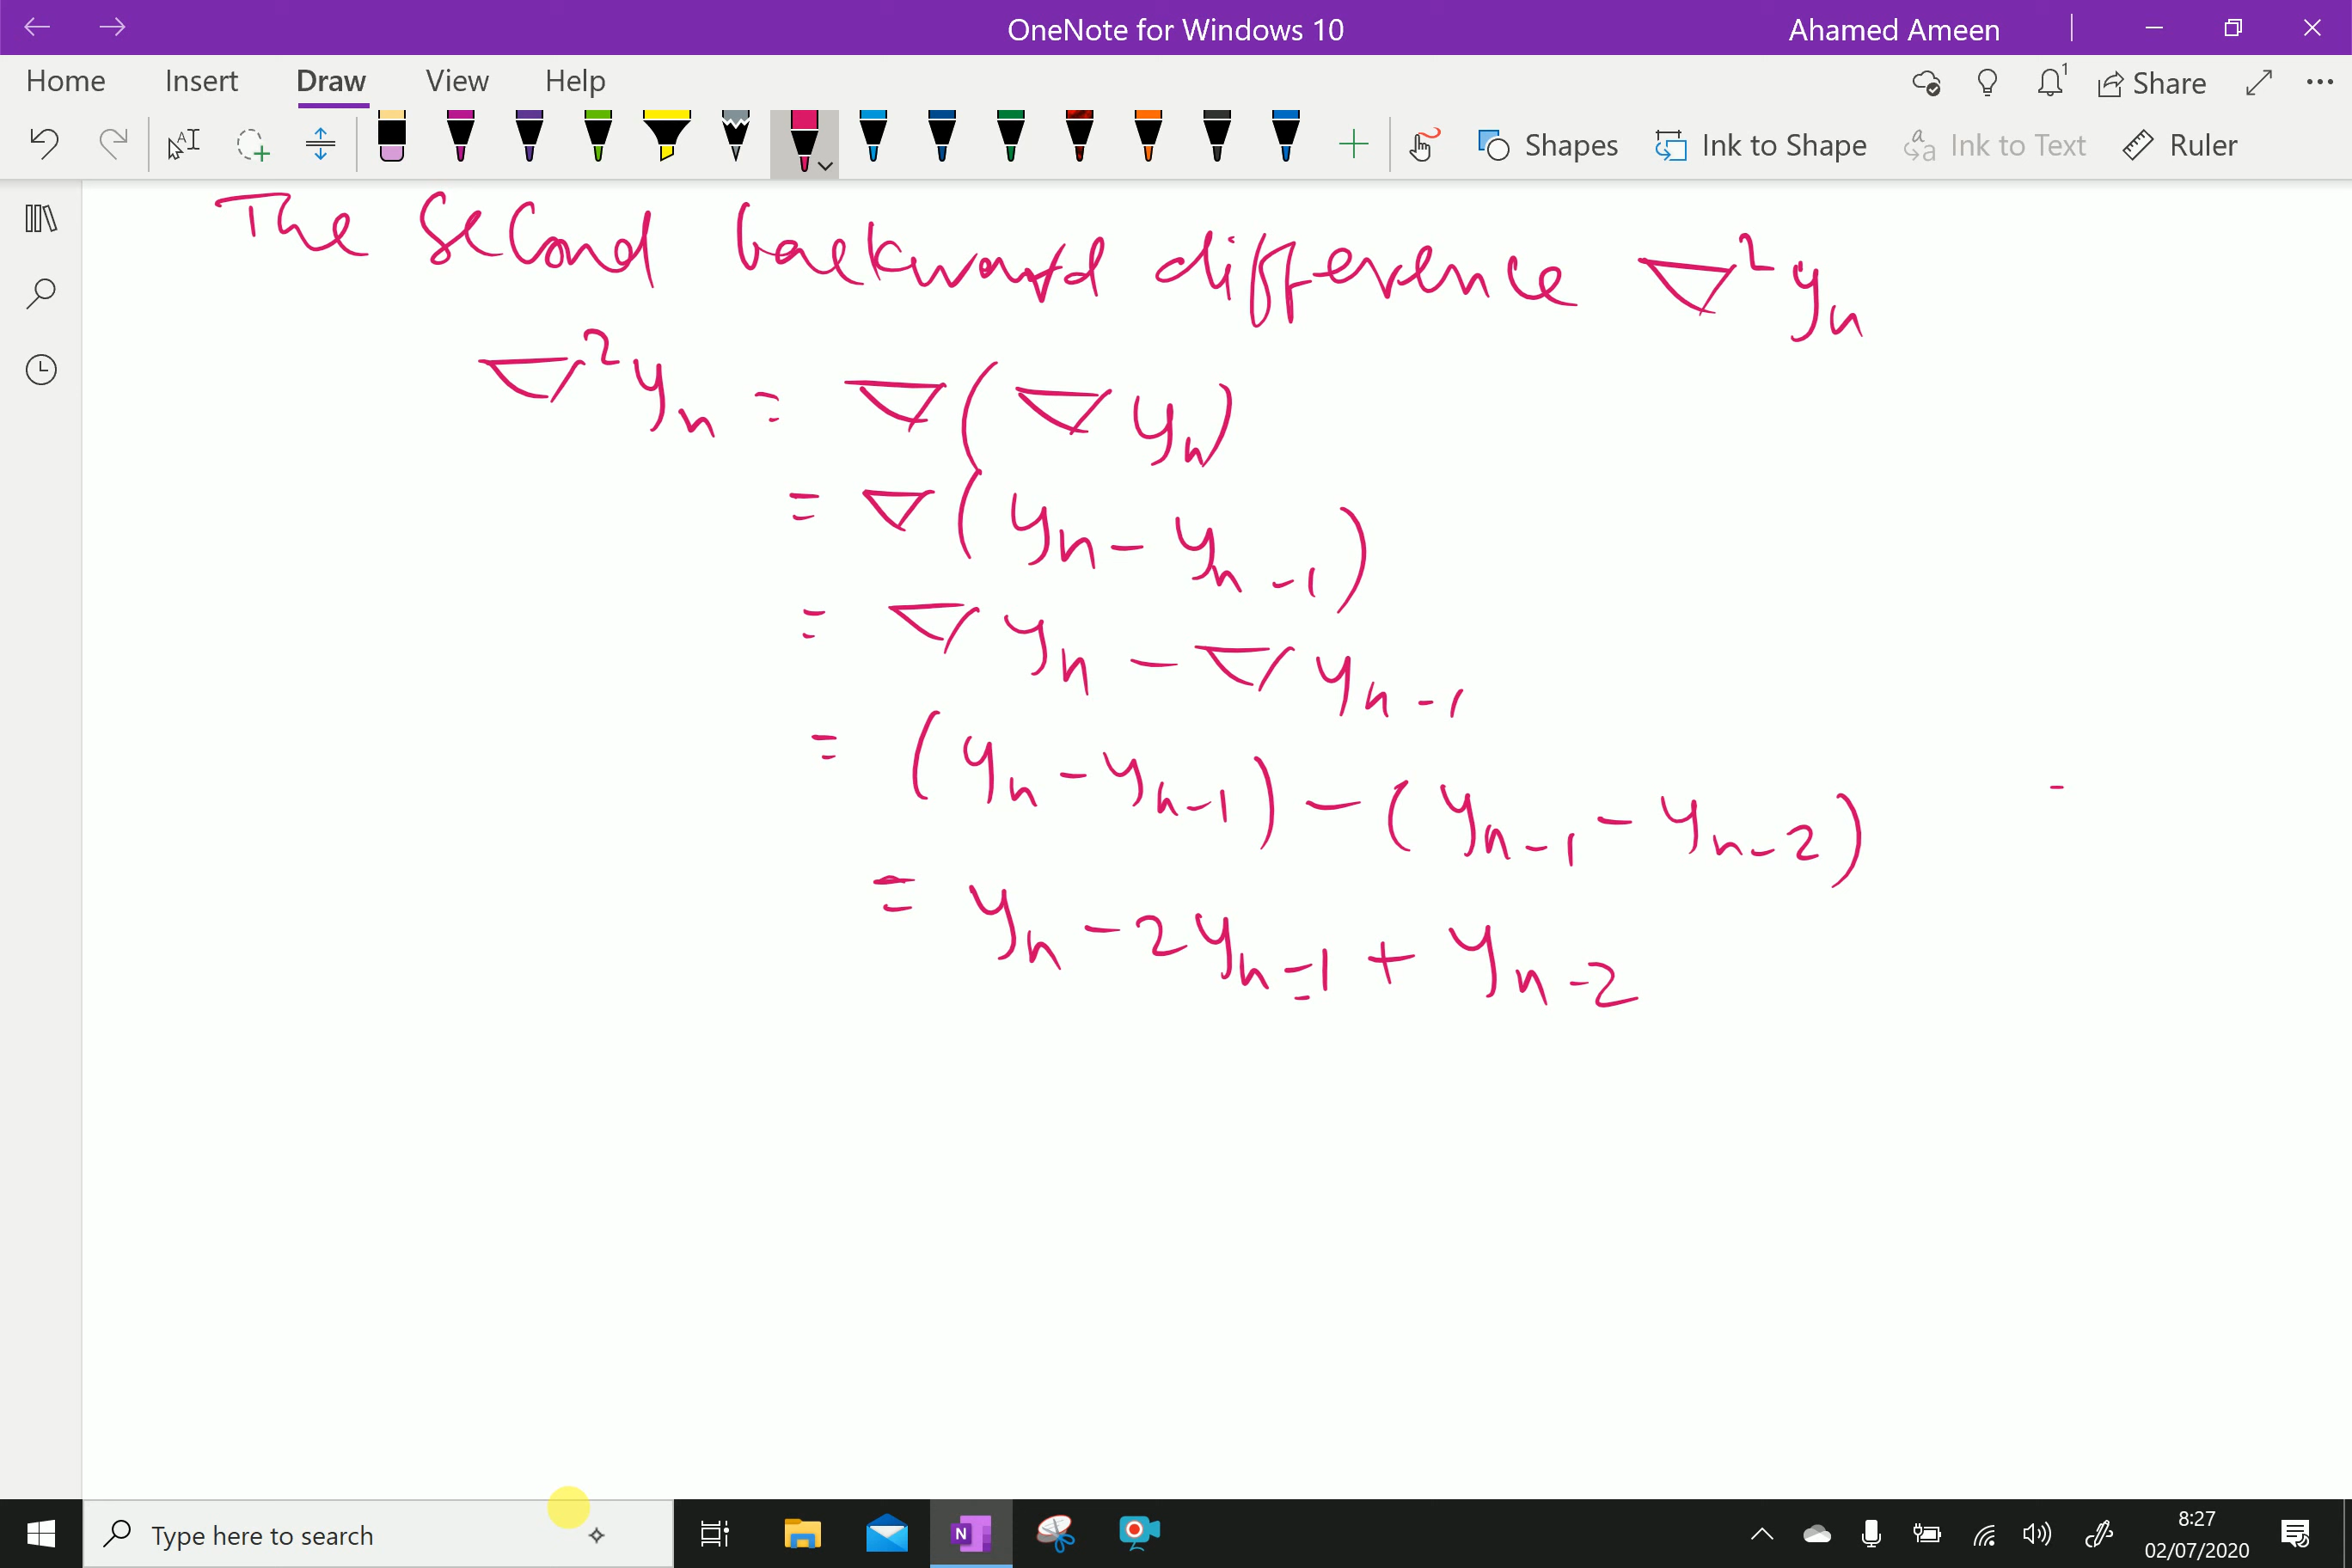 OneNote for Windows 10 Ahamed Ameen
Home Insert Draw View Help Share
Shapes Ink to Shape Ink to Text Ruler
The second backward difference ∇²yₙ
∇²yₙ = ∇(∇yₙ)
= ∇(yₙ - yₙ₋₁)
= ∇yₙ - ∇yₙ₋₁
= (yₙ - yₙ₋₁) - (yₙ₋₁ - yₙ₋₂)
= yₙ - 2yₙ₋₁ + yₙ₋₂
Type here to search
8:27
02/07/2020